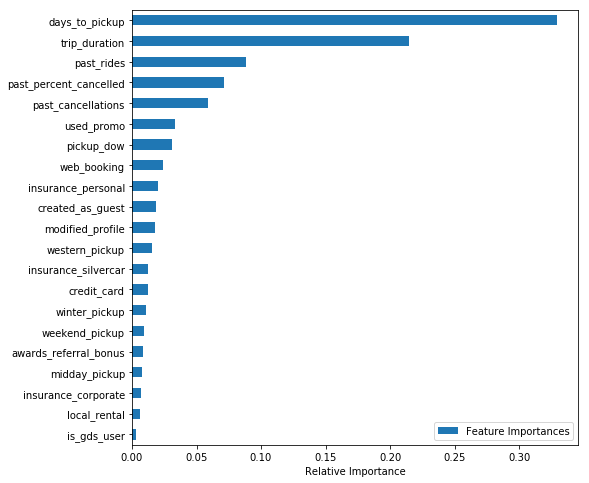 days_to_pickup
trip_duration
past_rides
past_percent_cancelled
past_cancellations
used_promo
pickup_dow
web_booking
insurance_personal
created_as_guest
modified_profile
western_pickup
insurance_silvercar
credit_card
winter_pickup
weekend_pickup
awards_referral_bonus
midday_pickup
insurance_corporate
local_rental
is_gds_user
Feature Importances
0.00 0.05 0.10 0.15 0.20 0.25 0.30
Relative Importance